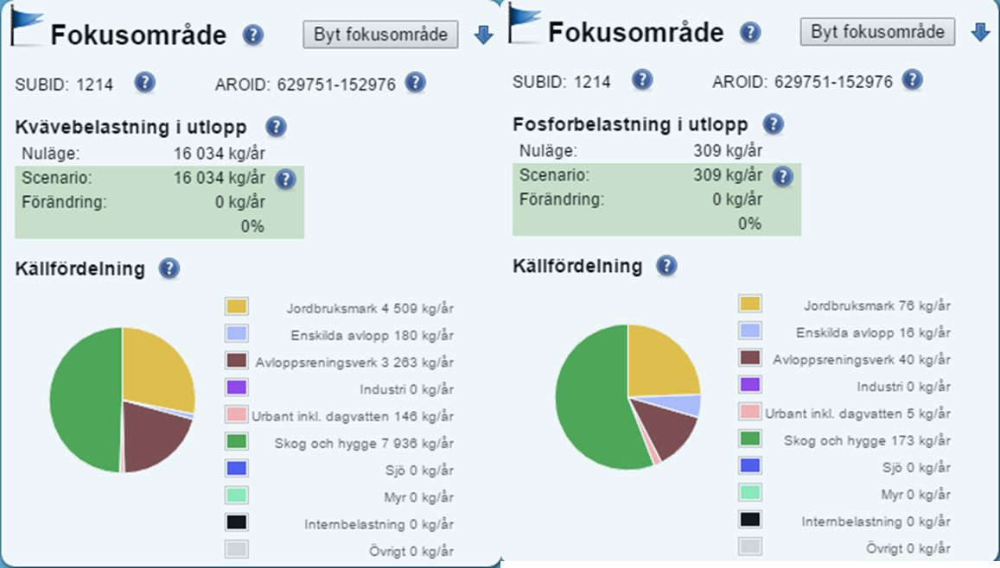 Fokusområde ? Byt fokusområde
SUBID: 1214 ? AROID: 629751-152976 ?
Kvävebelastning i utlopp ?
Nuläge: 16 034 kg/år
Scenario: 16 034 kg/år ?
Förändring: 0 kg/år
0%
Källfördelning ?
Jordbruksmark 4 509 kg/år
Enskilda avlopp 180 kg/år
Avloppsreningsverk 3 263 kg/år
Industri 0 kg/år
Urbant inkl. dagvatten 146 kg/år
Skog och hygge 7 936 kg/år
Sjö 0 kg/år
Myr 0 kg/år
Internbelastning 0 kg/år
Övrigt 0 kg/år
Fokusområde ? Byt fokusområde
SUBID: 1214 ? AROID: 629751-152976 ?
Fosforbelastning i utlopp ?
Nuläge: 309 kg/år
Scenario: 309 kg/år ?
Förändring: 0 kg/år
0%
Källfördelning ?
Jordbruksmark 76 kg/år
Enskilda avlopp 16 kg/år
Avloppsreningsverk 40 kg/år
Industri 0 kg/år
Urbant inkl. dagvatten 5 kg/år
Skog och hygge 173 kg/år
Sjö 0 kg/år
Myr 0 kg/år
Internbelastning 0 kg/år
Övrigt 0 kg/år